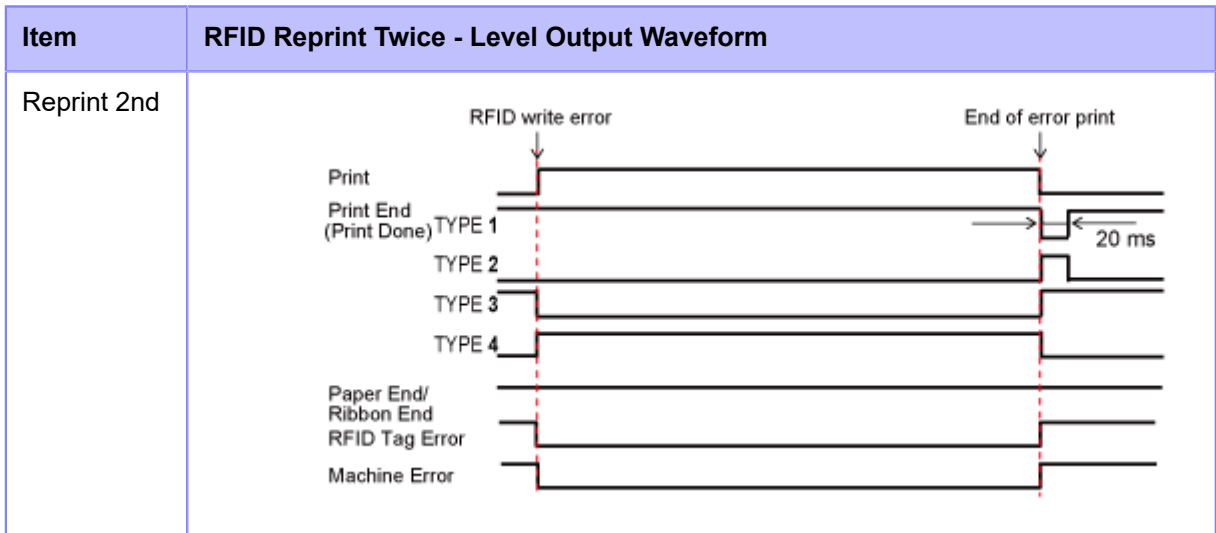 Item RFID Reprint Twice - Level Output Waveform
Reprint 2nd
RFID write error End of error print
Print
Print End
(Print Done) TYPE 1
20 ms
TYPE 2
TYPE 3
TYPE 4
Paper End/
Ribbon End
RFID Tag Error
Machine Error